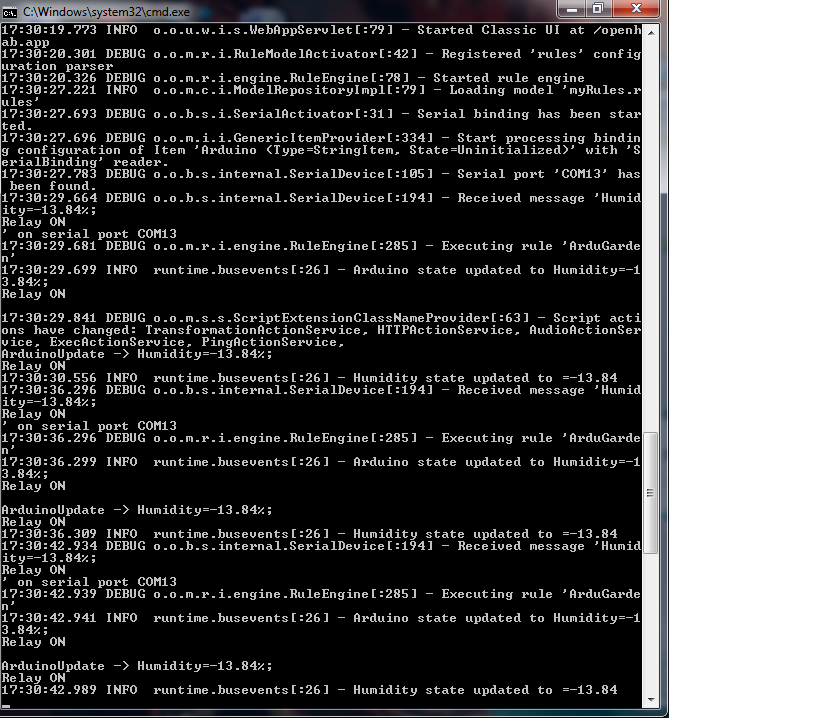 C:\Windows\system32\cmd.exe
17:30:19.773 INFO  o.o.u.w.i.s.WebAppServlet[:79] - Started Classic UI at /openh
ab.app
17:30:20.301 DEBUG o.o.m.r.i.RuleModelActivator[:42] - Registered 'rules' config
uration parser
17:30:20.326 DEBUG o.o.m.r.i.engine.RuleEngine[:78] - Started rule engine
17:30:27.221 INFO  o.o.m.c.i.ModelRepositoryImpl[:79] - Loading model 'myRules.r
ules'
17:30:27.693 DEBUG o.o.b.s.i.SerialActivator[:31] - Serial binding has been star
ted.
17:30:27.696 DEBUG o.o.m.i.i.GenericItemProvider[:334] - Start processing bindin
g configuration of Item 'Arduino (Type=StringItem, State=Uninitialized)' with 'S
erialBinding' reader.
17:30:27.783 DEBUG o.o.b.s.internal.SerialDevice[:105] - Serial port 'COM13' has
 been found.
17:30:29.664 DEBUG o.o.b.s.internal.SerialDevice[:194] - Received message 'Humid
ity=-13.84%;
Relay ON
' on serial port COM13
17:30:29.681 DEBUG o.o.m.r.i.engine.RuleEngine[:285] - Executing rule 'ArduGarde
n'
17:30:29.699 INFO  runtime.busevents[:26] - Arduino state updated to Humidity=-1
3.84%;
Relay ON
17:30:29.841 DEBUG o.o.m.s.s.ScriptExtensionClassNameProvider[:63] - Script acti
ons have changed: TransformationActionService, HTTPActionService, AudioActionSer
vice, ExecActionService, PingActionService,
ArduinoUpdate -> Humidity=-13.84%;
Relay ON
17:30:30.556 INFO  runtime.busevents[:26] - Humidity state updated to =-13.84
17:30:36.296 DEBUG o.o.b.s.internal.SerialDevice[:194] - Received message 'Humid
ity=-13.84%;
Relay ON
' on serial port COM13
17:30:36.296 DEBUG o.o.m.r.i.engine.RuleEngine[:285] - Executing rule 'ArduGarde
n'
17:30:36.299 INFO  runtime.busevents[:26] - Arduino state updated to Humidity=-1
3.84%;
Relay ON
ArduinoUpdate -> Humidity=-13.84%;
Relay ON
17:30:36.309 INFO  runtime.busevents[:26] - Humidity state updated to =-13.84
17:30:42.934 DEBUG o.o.b.s.internal.SerialDevice[:194] - Received message 'Humid
ity=-13.84%;
Relay ON
' on serial port COM13
17:30:42.939 DEBUG o.o.m.r.i.engine.RuleEngine[:285] - Executing rule 'ArduGarde
n'
17:30:42.941 INFO  runtime.busevents[:26] - Arduino state updated to Humidity=-1
3.84%;
Relay ON
ArduinoUpdate -> Humidity=-13.84%;
Relay ON
17:30:42.989 INFO  runtime.busevents[:26] - Humidity state updated to =-13.84